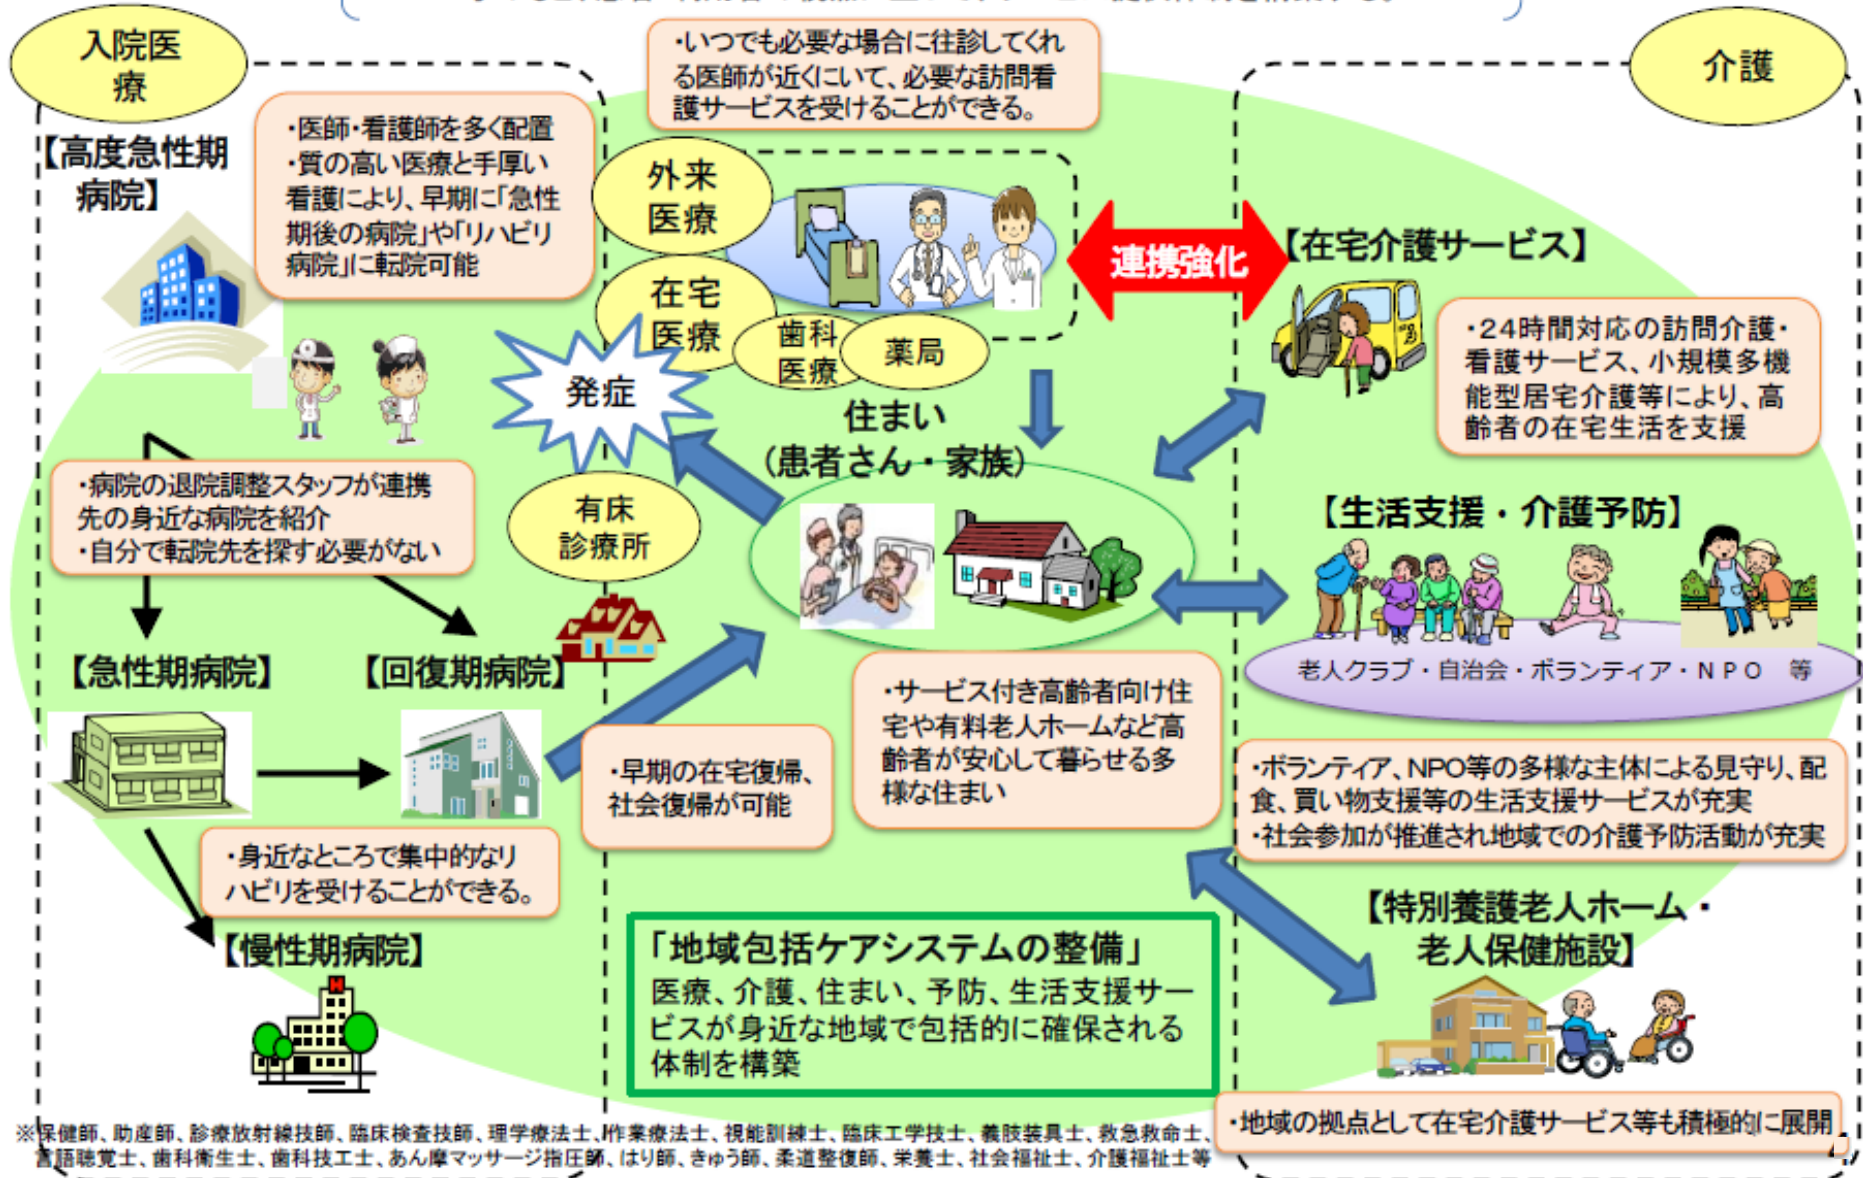 入院医
療
・いつでも必要な場合に往診してくれ
る医師が近くにいて、必要な訪問看
護サービスを受けることができる。
介護
【高度急性期
病院】
・医師・看護師を多く配置
・質の高い医療と手厚い
看護により、早期に「急性
期後の病院」や「リハビリ
病院」に転院可能
外来
医療
在宅
医療
歯科
医療
薬局
連携強化
【在宅介護サービス】
・24時間対応の訪問介護・
看護サービス、小規模多機
能型居宅介護等により、高
齢者の在宅生活を支援
発症
住まい
(患者さん・家族)
・病院の退院調整スタッフが連携
先の身近な病院を紹介
・自分で転院先を探す必要がない
有床
診療所
【生活支援・介護予防】
老人クラブ・自治会・ボランティア・NPO 等
【急性期病院】
【回復期病院】
・サービス付き高齢者向け住
宅や有料老人ホームなど高
齢者が安心して暮らせる多
様な住まい
・早期の在宅復帰、
社会復帰が可能
・ボランティア、NPO等の多様な主体による見守り、配
食、買い物支援等の生活支援サービスが充実
・社会参加が推進され地域での介護予防活動が充実
・身近なところで集中的なリ
ハビリを受けることができる。
【慢性期病院】
H
「地域包括ケアシステムの整備」
医療、介護、住まい、予防、生活支援サー
ビスが身近な地域で包括的に確保される
体制を構築
【特別養護老人ホーム・
老人保健施設】
・地域の拠点として在宅介護サービス等も積極的に展開
※保健師、助産師、診療放射線技師、臨床検査技師、理学療法士、作業療法士、視能訓練士、臨床工学技士、義肢装具士、救急救命士、
言語聴覚士、歯科衛生士、歯科技工士、あん摩マッサージ指圧師、はり師、きゅう師、柔道整復師、栄養士、社会福祉士、介護福祉士等